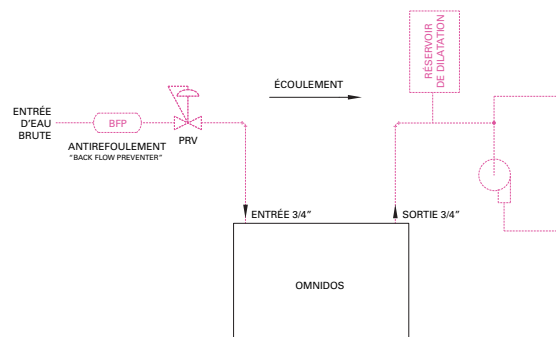 RÉSERVOIR
DE DILATATION
ÉCOULEMENT
ENTRÉE
D'EAU
BRUTE
BFP
PRV
ANTIREFOULEMENT
"BACK FLOW PREVENTER"
ENTRÉE 3/4"
SORTIE 3/4"
OMNIDOS